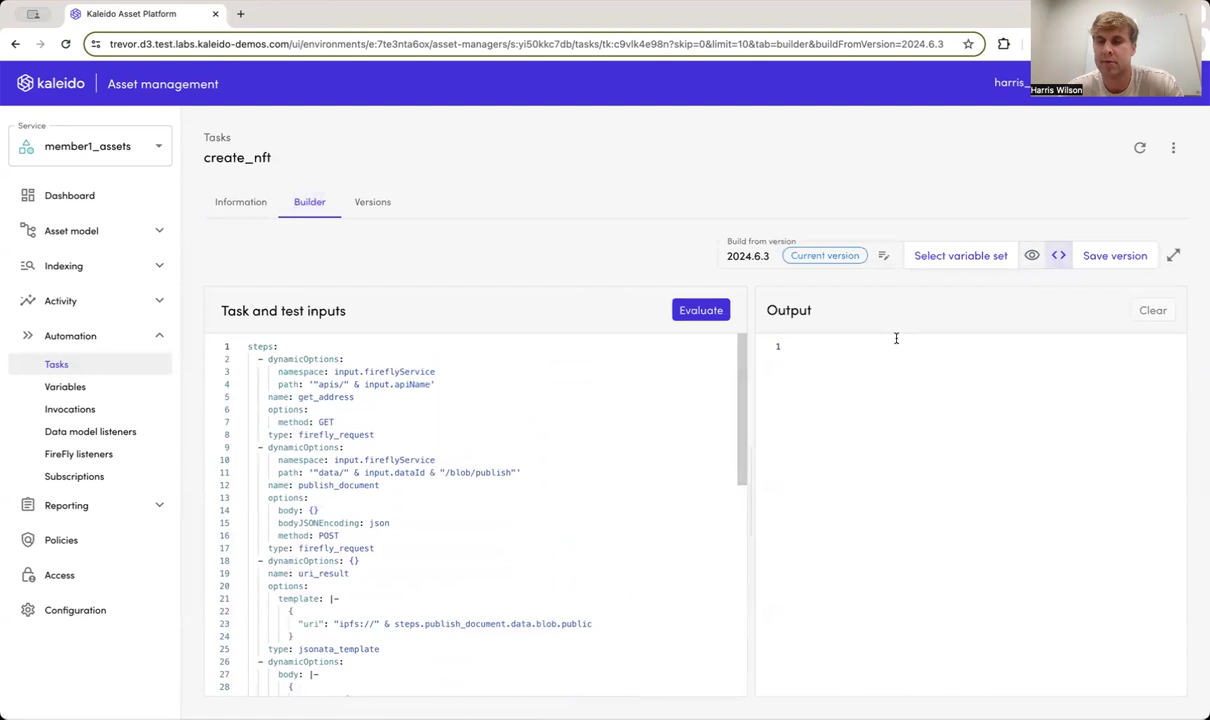 Kaleido Asset Platform
trevor.d3.test.labs.kaleido-demos.com/ui/environments/e:7te3nta6ox/asset-managers/s:yi50kkc7db/tasks/tk:c9vlk4e98n?skip=0&limit=10&tab=builder&buildFromVersion=2024.6.3
kaleido
Asset management
harris_
Harris Wilson
Service
member1_assets
Dashboard
Asset model
Indexing
Activity
Automation
Tasks
Variables
Invocations
Data model listeners
FireFly listeners
Subscriptions
Reporting
Policies
Access
Configuration
Tasks
create_nft
Information Builder Versions
Build from version
2024.6.3 Current version
Select variable set
Save version
Task and test inputs
Evaluate
1 steps:
2 - dynamicOptions:
3 namespace: input.fireflyService
4 path: '"apis/" & input.apiName'
5 name: get_address
6 options:
7 method: GET
8 type: firefly_request
9 - dynamicOptions:
10 namespace: input.fireflyService
11 path: '"data/" & input.dataId & "/blob/publish"'
12 name: publish_document
13 options:
14 body: {}
15 bodyJSONEncoding: json
16 method: POST
17 type: firefly_request
18 - dynamicOptions: {}
19 name: uri_result
20 options:
21 template: |-
22 {
23 "uri": "ipfs://" & steps.publish_document.data.blob.public
24 }
25 type: jsonata_template
26 - dynamicOptions:
27 body: |-
28 {
Output
Clear
1